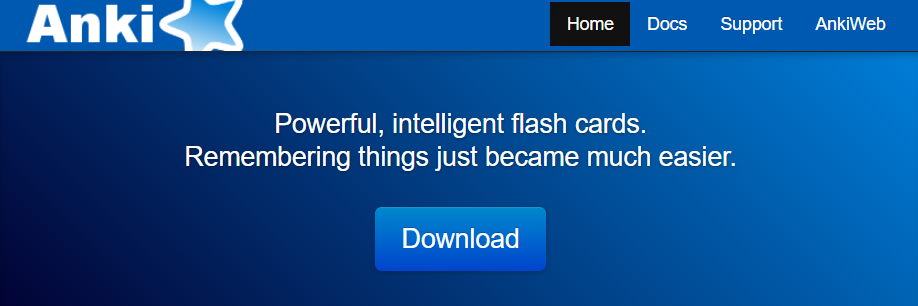 Anki
Home Docs Support AnkiWeb
Powerful, intelligent flash cards.
Remembering things just became much easier.
Download